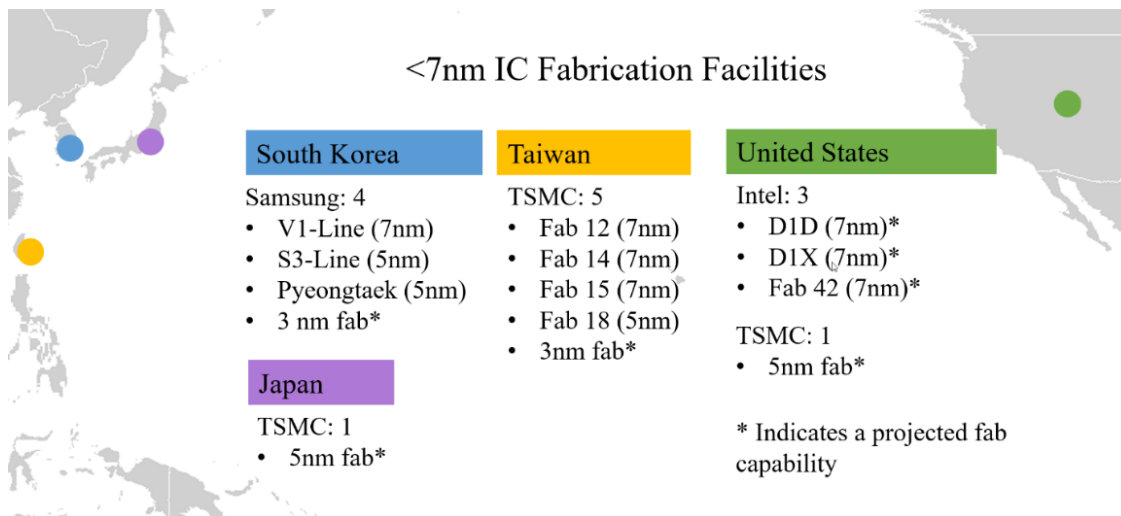 <7nm IC Fabrication Facilities
South Korea
Samsung: 4
• V1-Line (7nm)
• S3-Line (5nm)
• Pyeongtaek (5nm)
• 3 nm fab*
Japan
TSMC: 1
• 5nm fab*
Taiwan
TSMC: 5
• Fab 12 (7nm)
• Fab 14 (7nm)
• Fab 15 (7nm)
• Fab 18 (5nm)
• 3nm fab*
United States
Intel: 3
• D1D (7nm)*
• D1X (7nm)*
• Fab 42 (7nm)*
TSMC: 1
• 5nm fab*
* Indicates a projected fab
capability